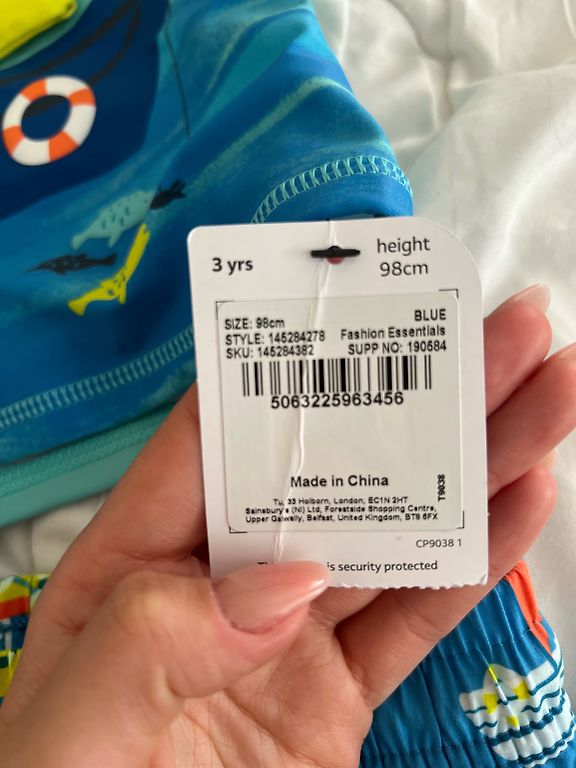 3 yrs
height
98cm
SIZE: 98cm
BLUE
STYLE: 145284278 Fashion Essentials
SKU: 145284382 SUPP NO: 190584
5063225963456
Made in China
T9038
Tu, 33 Holborn, London, EC1N 2HT
Sainsbury's (NI) Ltd, Forestside Shopping Centre,
Upper Galwally, Belfast, United Kingdom, BT8 6FX
CP9038 1
is security protected